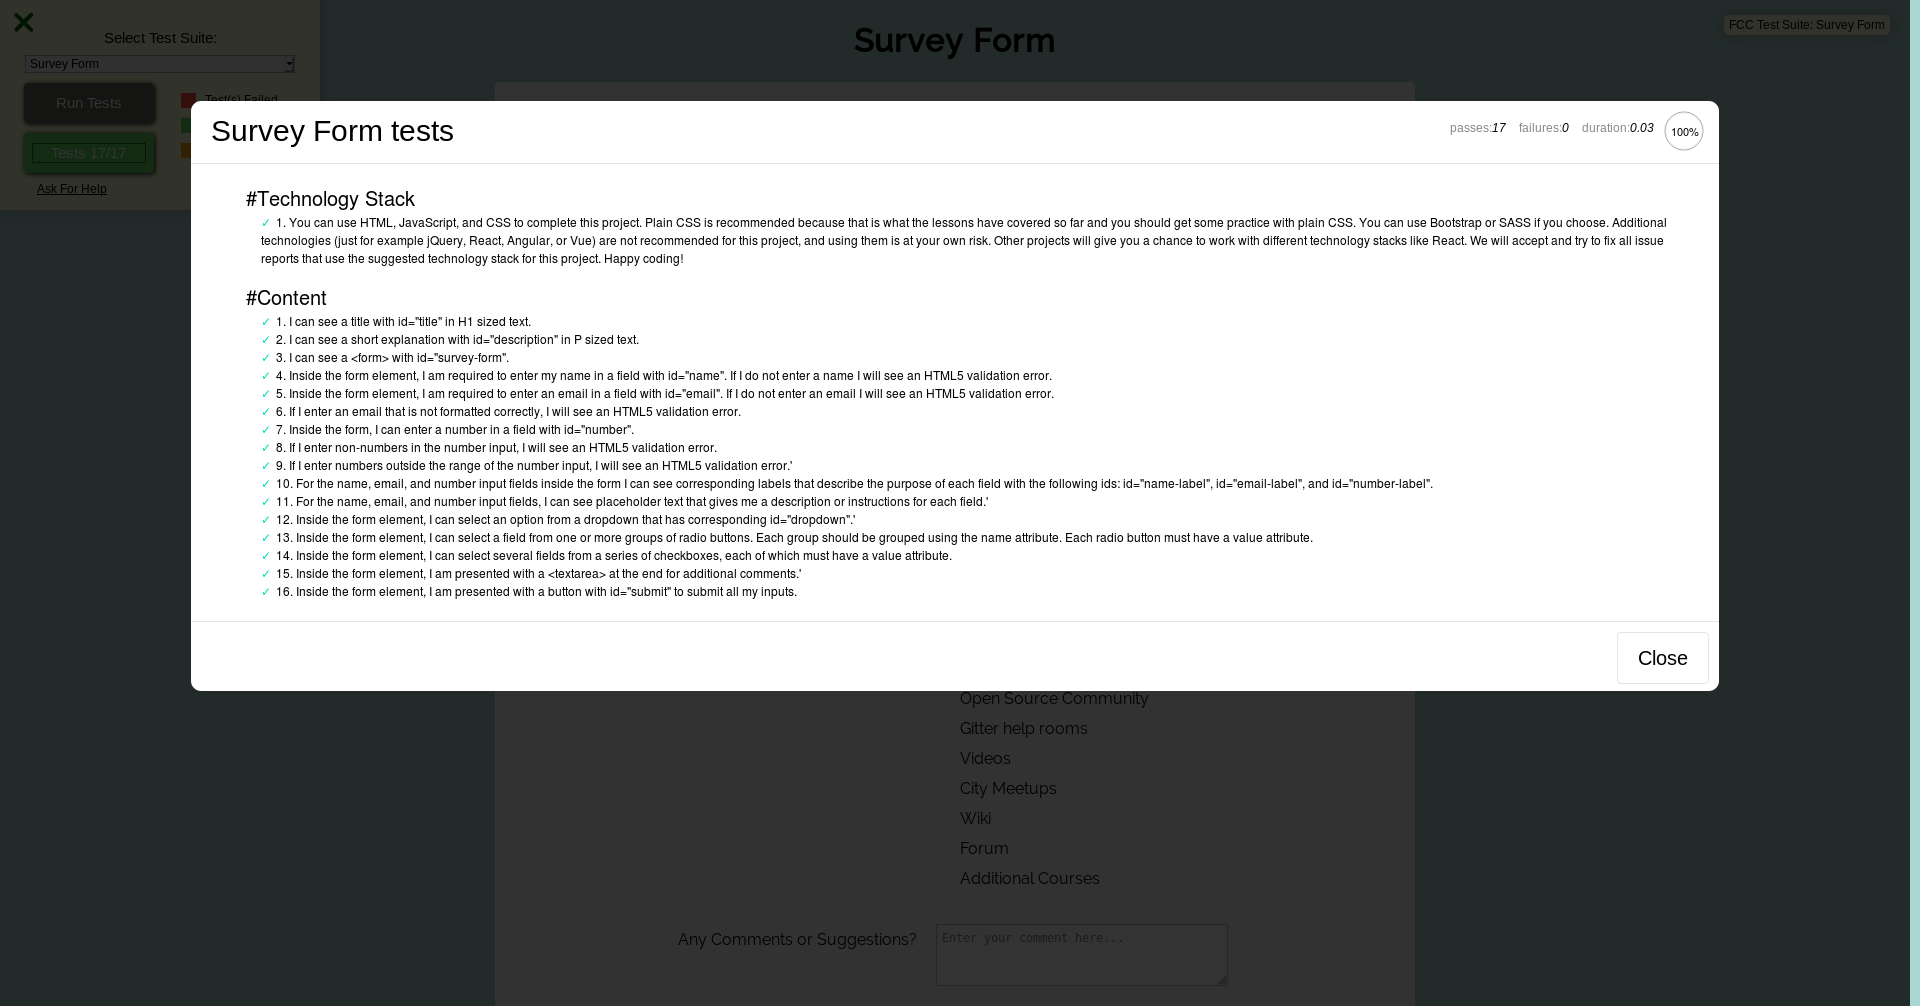 Select Test Suite:
Survey Form
FCC Test Suite: Survey Form
Survey Form
Run Tests
Test(s) Failed
Tests 17/17
Ask For Help
Survey Form tests
passes:17 failures:0 duration:0.03 100%
#Technology Stack
✓ 1. You can use HTML, JavaScript, and CSS to complete this project. Plain CSS is recommended because that is what the lessons have covered so far and you should get some practice with plain CSS. You can use Bootstrap or SASS if you choose. Additional
technologies (just for example jQuery, React, Angular, or Vue) are not recommended for this project, and using them is at your own risk. Other projects will give you a chance to work with different technology stacks like React. We will accept and try to fix all issue
reports that use the suggested technology stack for this project. Happy coding!
#Content
✓ 1. I can see a title with id="title" in H1 sized text.
✓ 2. I can see a short explanation with id="description" in P sized text.
✓ 3. I can see a <form> with id="survey-form".
✓ 4. Inside the form element, I am required to enter my name in a field with id="name". If I do not enter a name I will see an HTML5 validation error.
✓ 5. Inside the form element, I am required to enter an email in a field with id="email". If I do not enter an email I will see an HTML5 validation error.
✓ 6. If I enter an email that is not formatted correctly, I will see an HTML5 validation error.
✓ 7. Inside the form, I can enter a number in a field with id="number".
✓ 8. If I enter non-numbers in the number input, I will see an HTML5 validation error.
✓ 9. If I enter numbers outside the range of the number input, I will see an HTML5 validation error.'
✓ 10. For the name, email, and number input fields inside the form I can see corresponding labels that describe the purpose of each field with the following ids: id="name-label", id="email-label", and id="number-label".
✓ 11. For the name, email, and number input fields, I can see placeholder text that gives me a description or instructions for each field.'
✓ 12. Inside the form element, I can select an option from a dropdown that has corresponding id="dropdown".'
✓ 13. Inside the form element, I can select a field from one or more groups of radio buttons. Each group should be grouped using the name attribute. Each radio button must have a value attribute.
✓ 14. Inside the form element, I can select several fields from a series of checkboxes, each of which must have a value attribute.
✓ 15. Inside the form element, I am presented with a <textarea> at the end for additional comments.'
✓ 16. Inside the form element, I am presented with a button with id="submit" to submit all my inputs.
Close
Open Source Community
Gitter help rooms
Videos
City Meetups
Wiki
Forum
Additional Courses
Any Comments or Suggestions?
Enter your comment here...